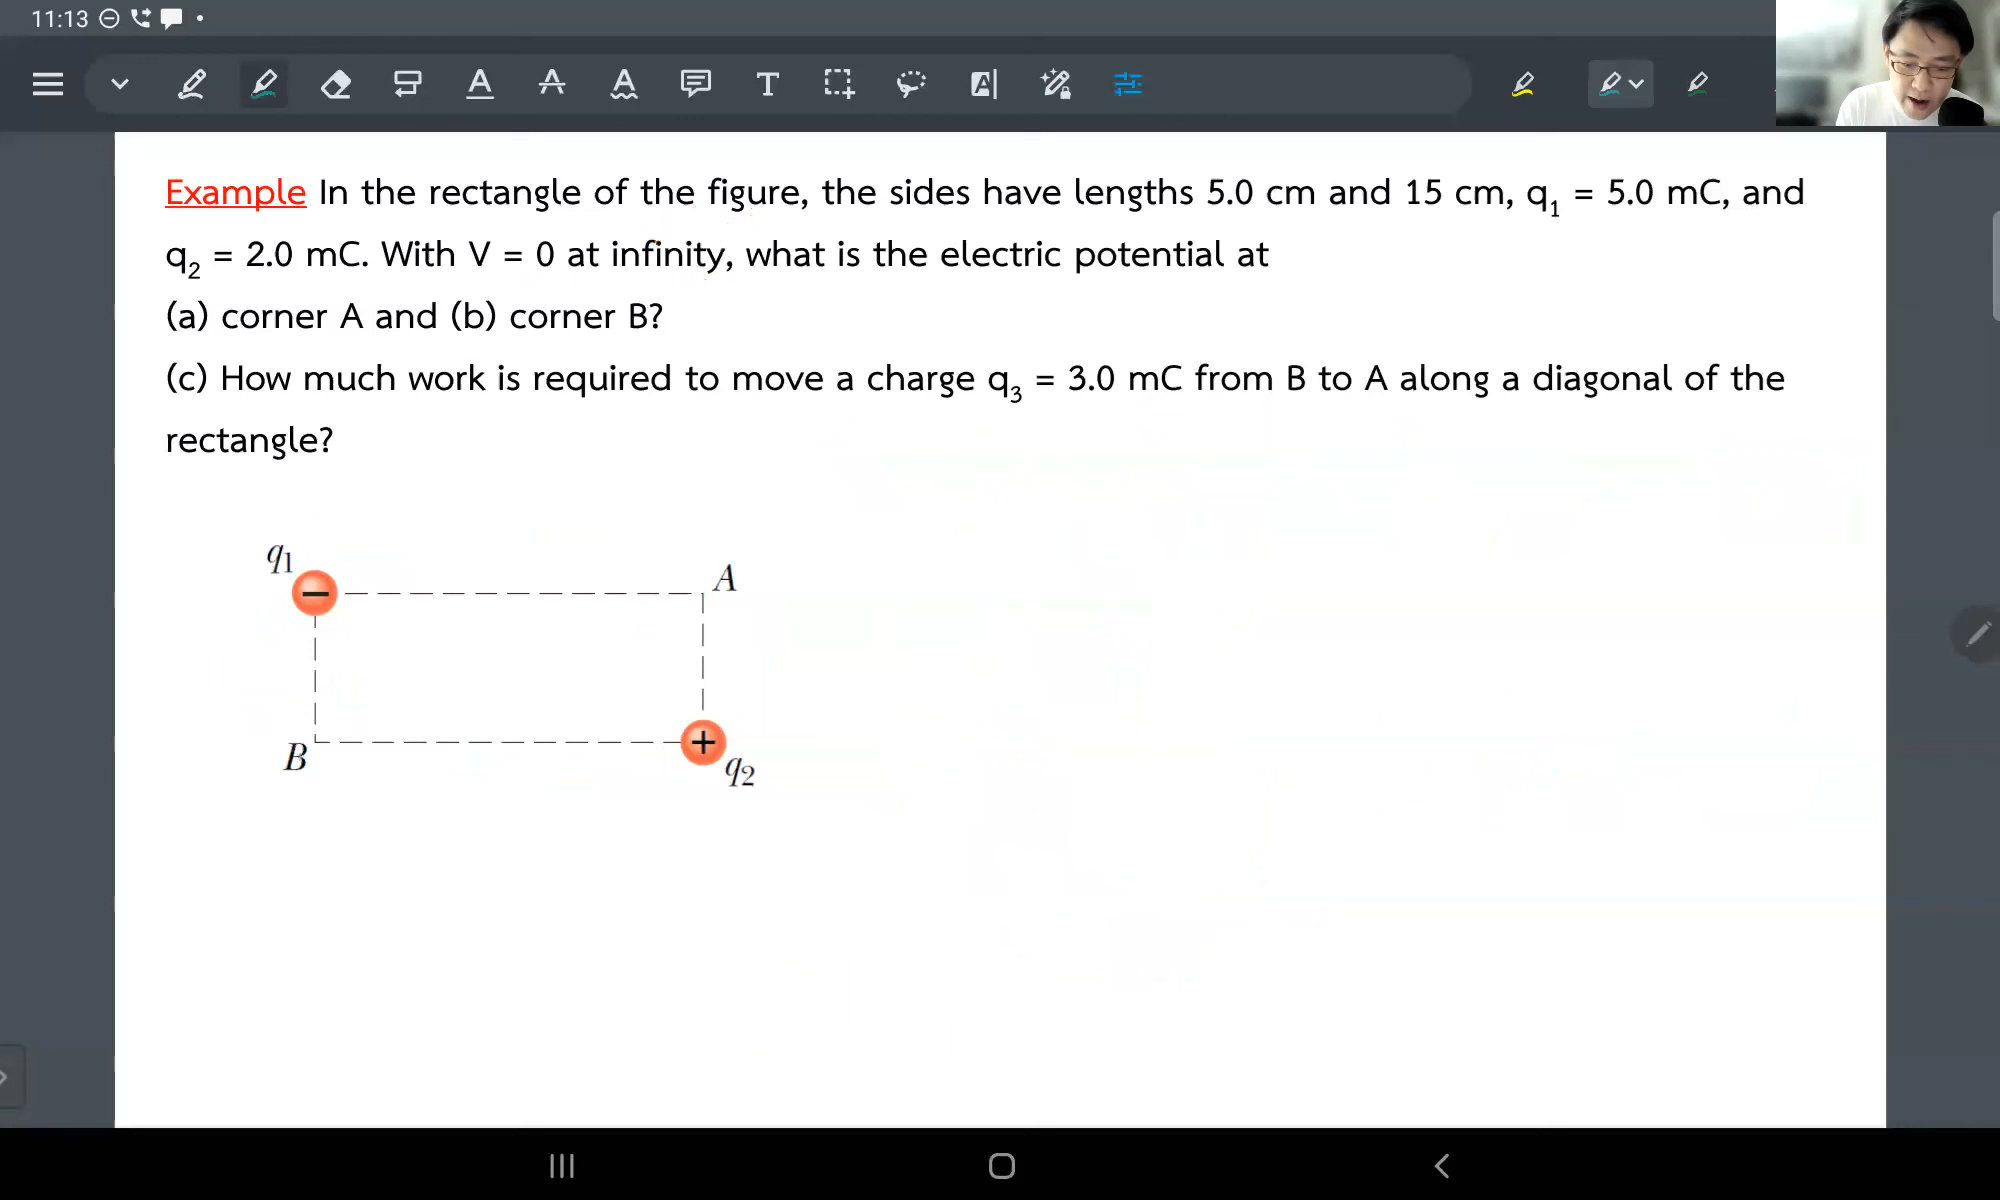 11:13
Example In the rectangle of the figure, the sides have lengths 5.0 cm and 15 cm, q₁ = 5.0 mC, and
q₂ = 2.0 mC. With V = 0 at infinity, what is the electric potential at
(a) corner A and (b) corner B?
(c) How much work is required to move a charge q₃ = 3.0 mC from B to A along a diagonal of the
rectangle?
q1
A
−
B
+
q2